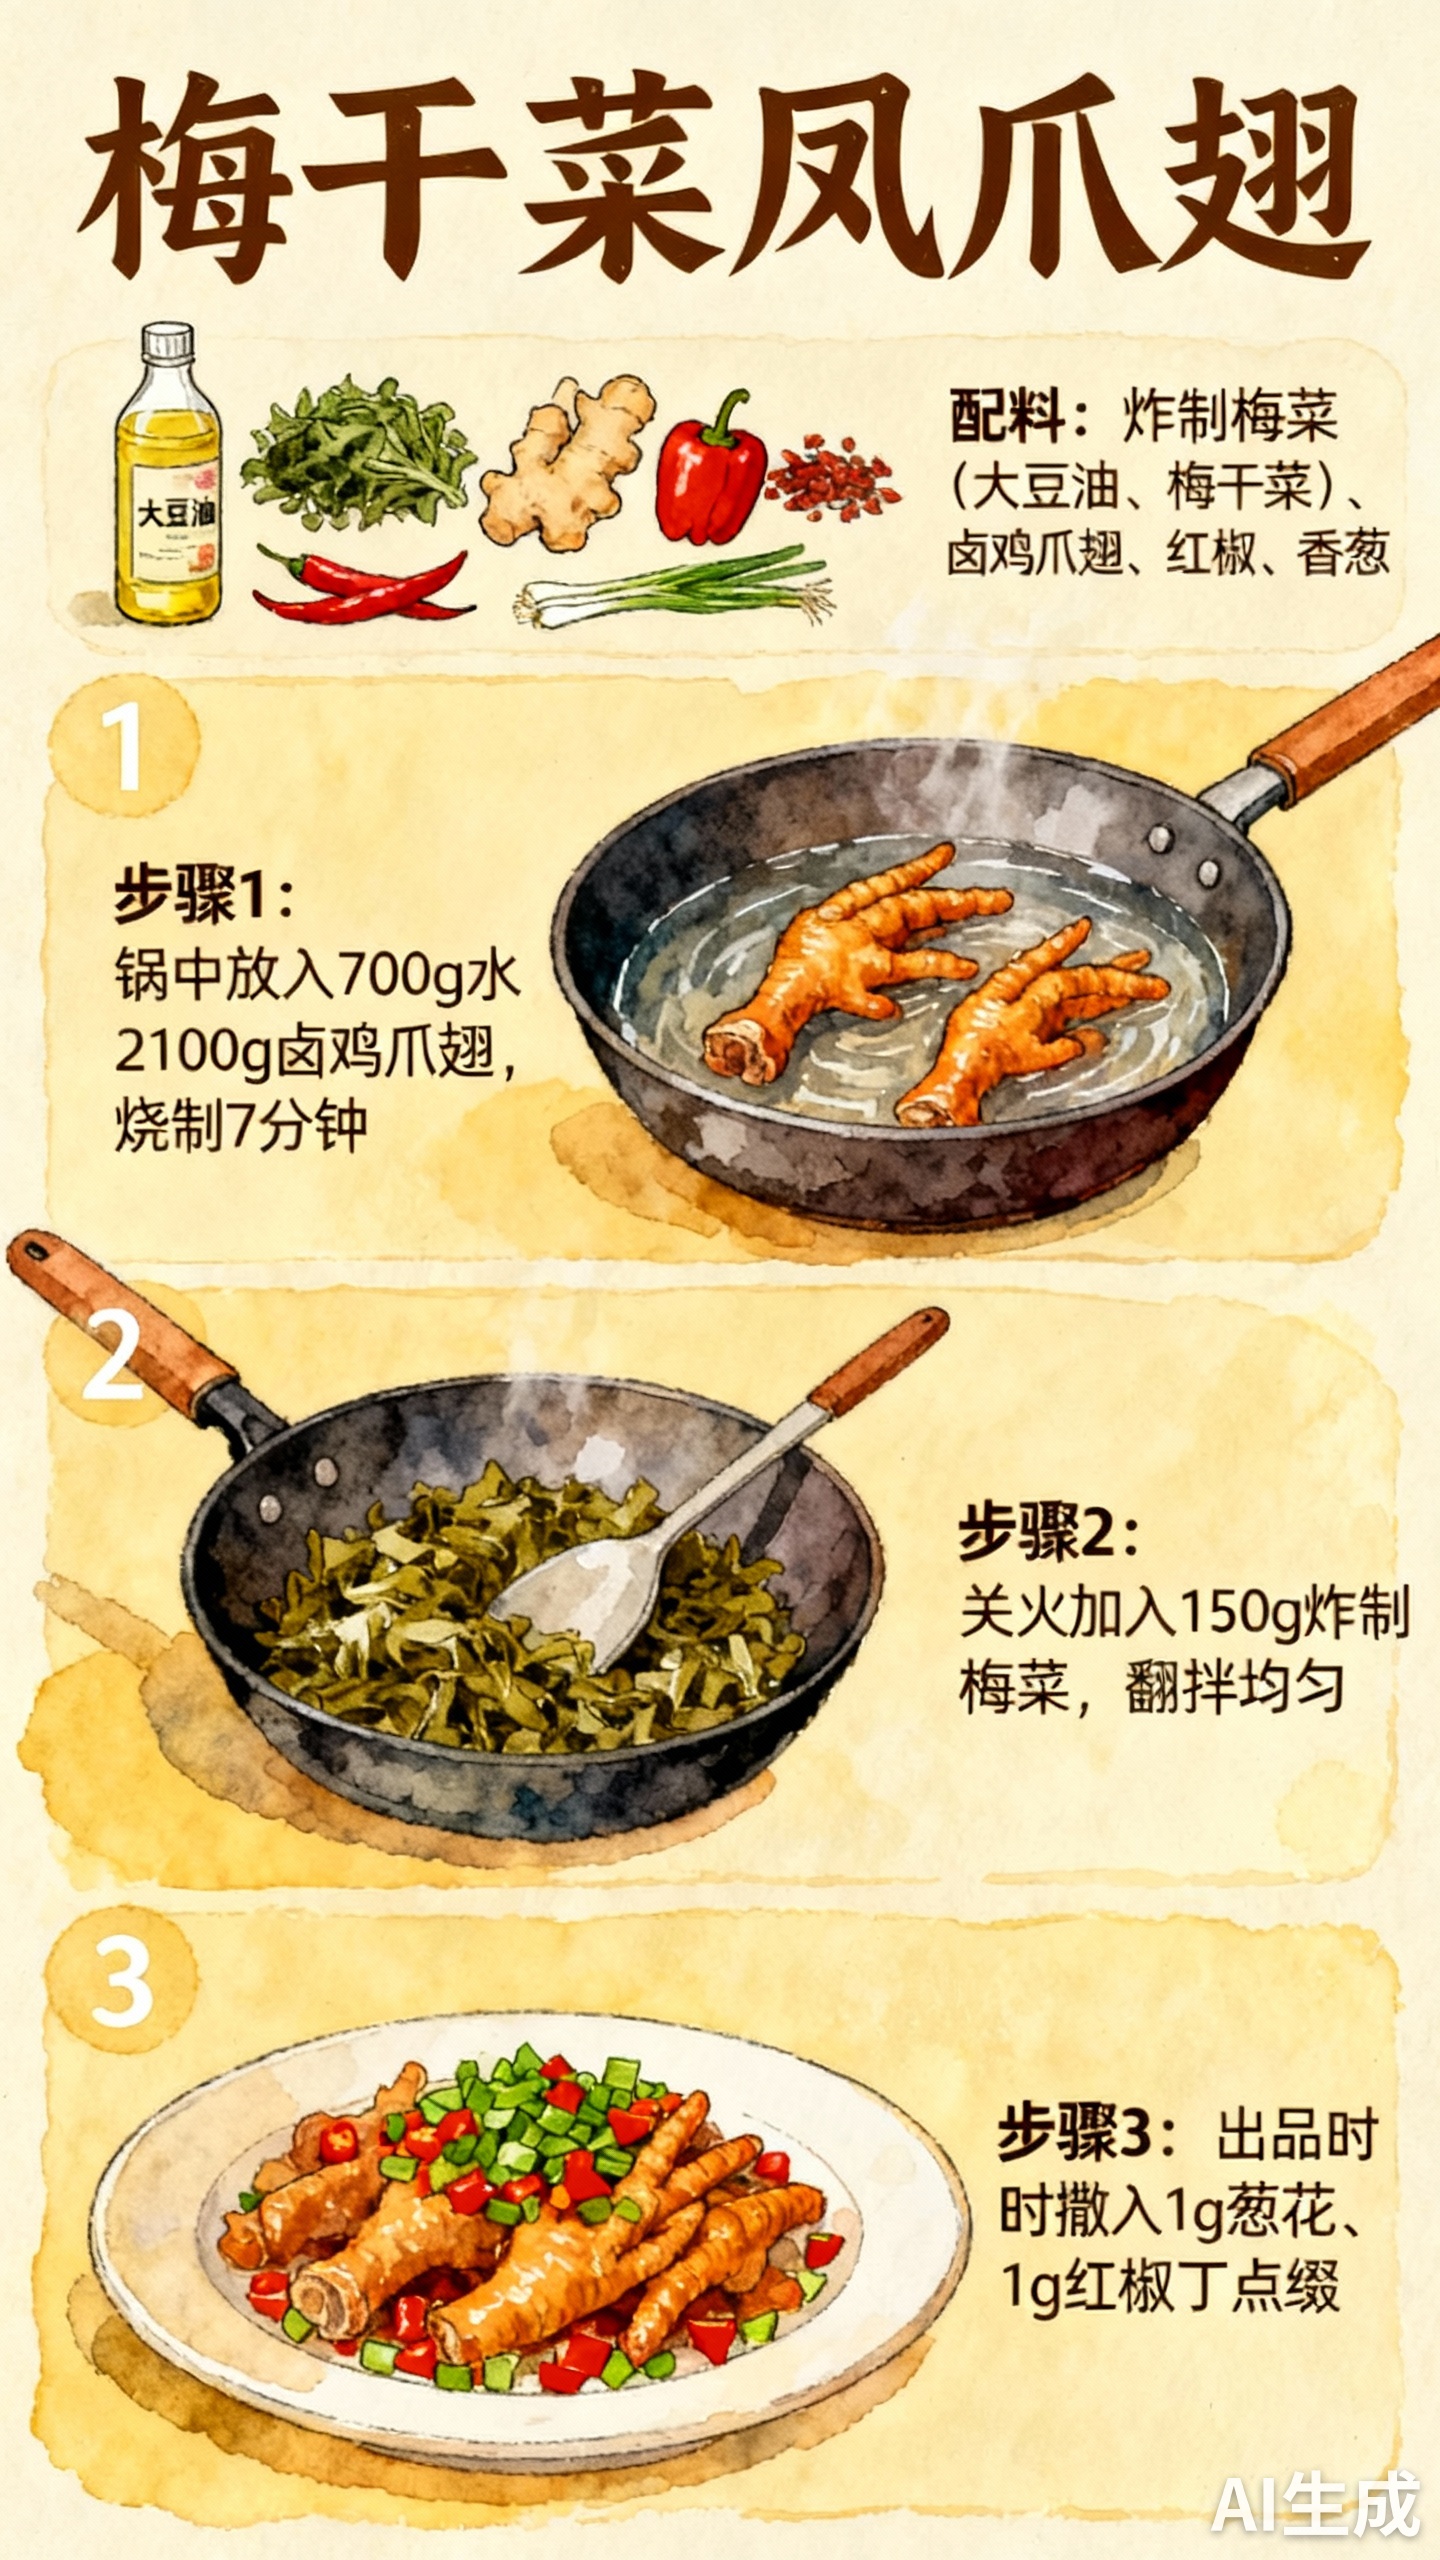 梅干菜凤爪翅
大豆油
配料：炸制梅菜
（大豆油、梅干菜）、
卤鸡爪翅、红椒、香葱
1
步骤1：
锅中放入700g水
2100g卤鸡爪翅，
烧制7分钟
2
步骤2：
关火加入150g炸制
梅菜，翻拌均匀
3
步骤3：出品时
时撒入1g葱花、
1g红椒丁点缀
AI生成